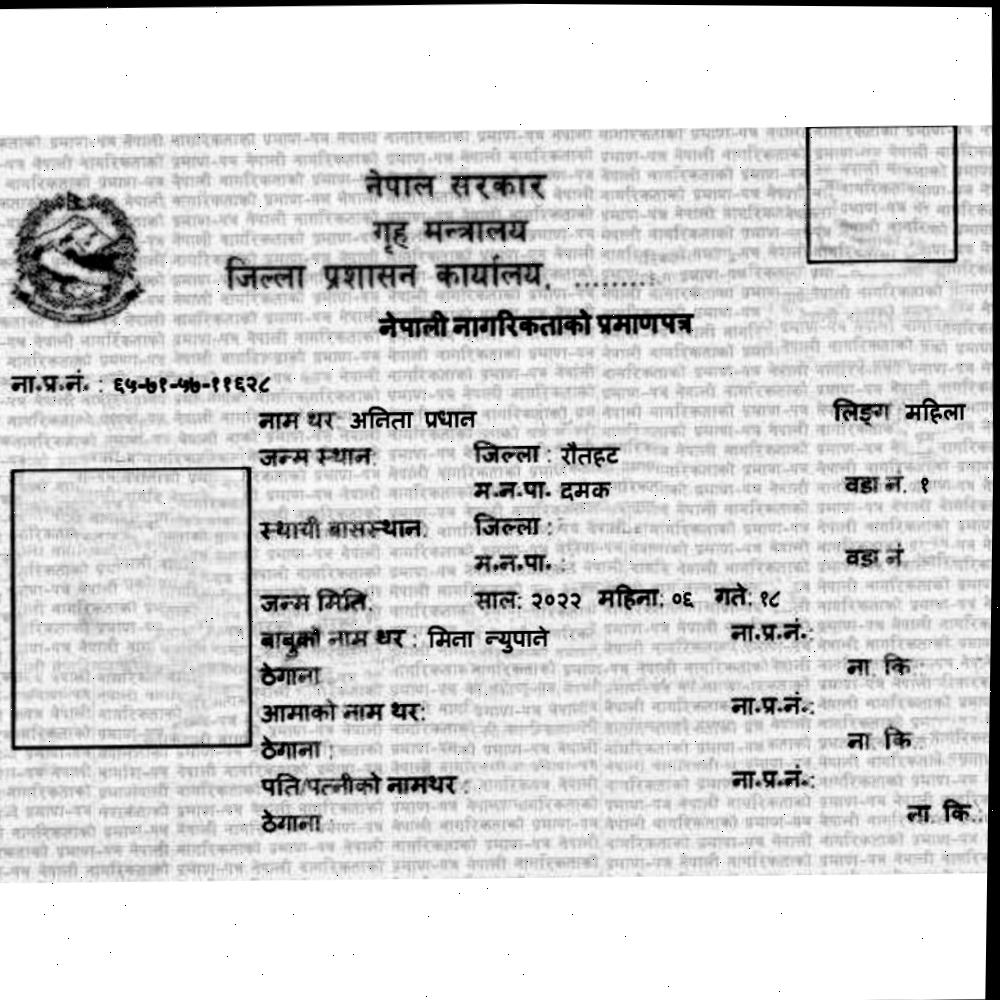 नेपाल सरकार
गृह मन्त्रालय
जिल्ला प्रशासन कार्यालय, .........
नेपाली नागरिकताको प्रमाणपत्र
ना.प्र.नं. : ६५-७१-५७-११६२८
नाम थर: अनिता प्रधान लिङ्ग महिला
जन्म स्थान: जिल्ला : रौतहट
म.न.पा. दमक वडा नं. १
स्थायी बासस्थान: जिल्ला :
म.न.पा. : वडा नं.
जन्म मिति: साल: २०२२ महिना: ०६ गते: १८
बाबुको नाम थर : मिना न्युपाने ना.प्र.नं.:
ठेगाना : ना. कि.:
आमाको नाम थर: ना.प्र.नं.:
ठेगाना : ना. कि.:
पति/पत्नीको नामथर : ना.प्र.नं.:
ठेगाना : ना. कि.: